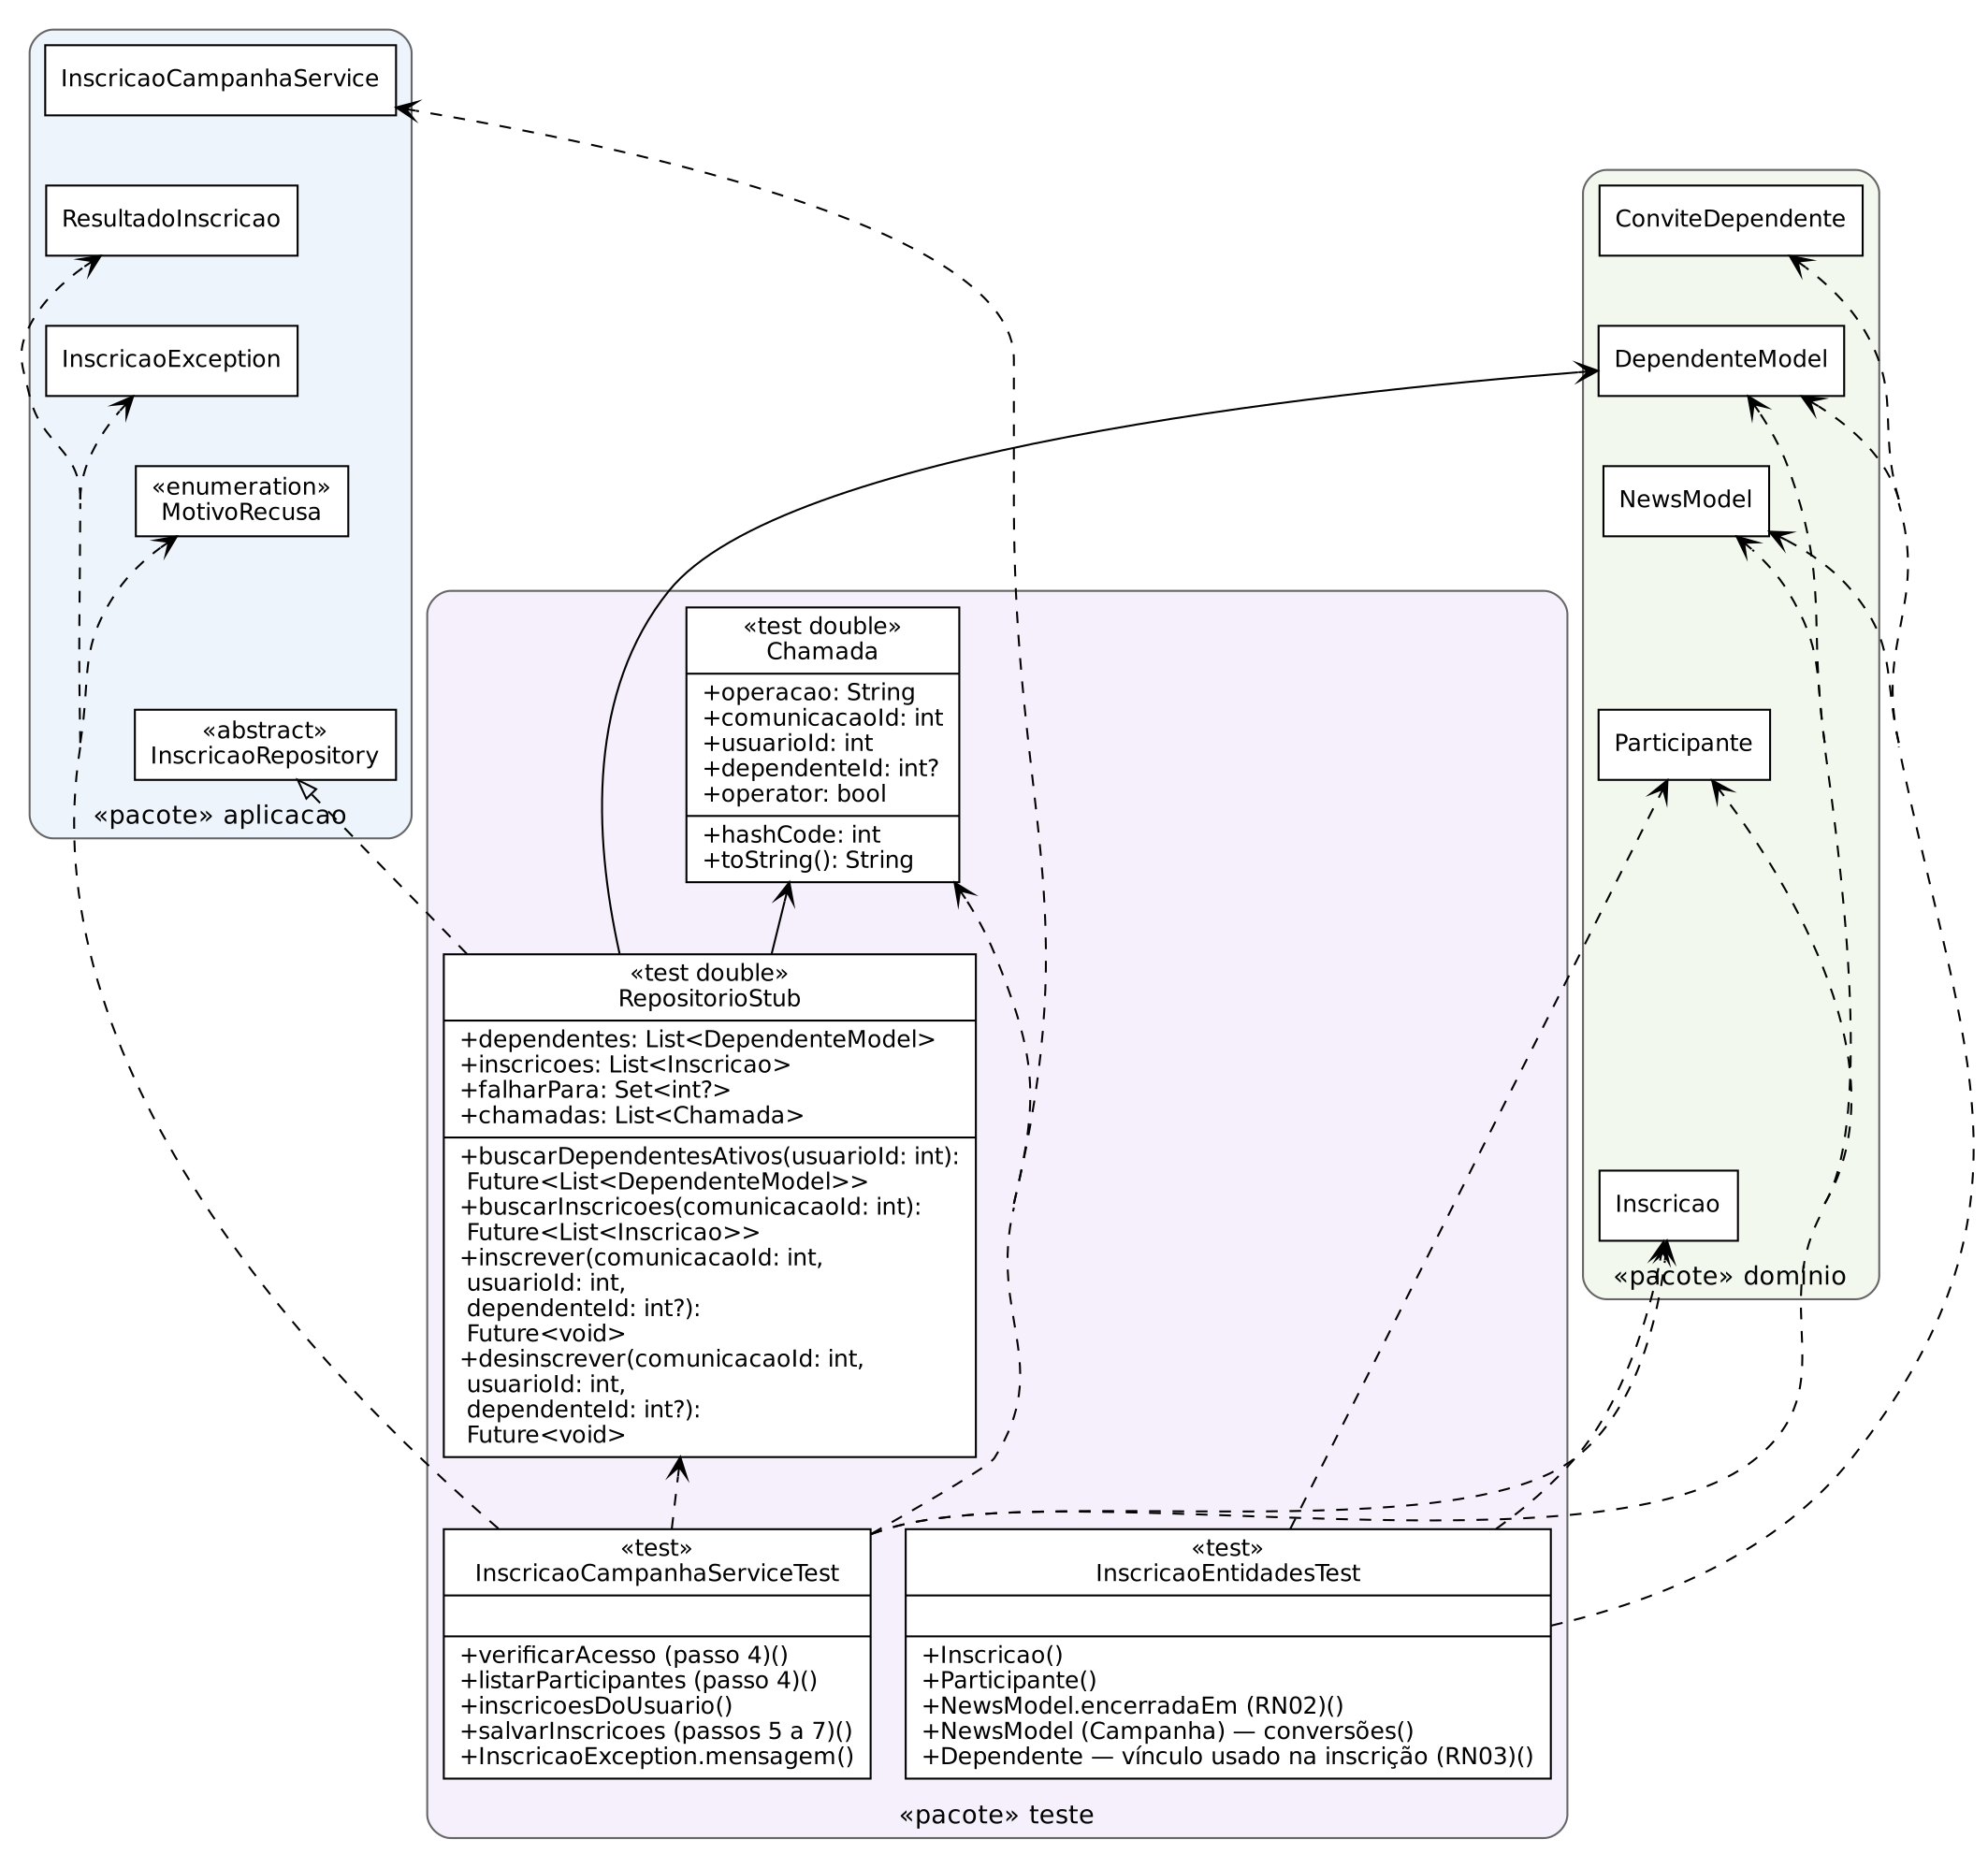 InscricaoCampanhaService
ResultadoInscricao
InscricaoException
«enumeration»
MotivoRecusa
«abstract»
InscricaoRepository
«pacote» aplicacao
ConviteDependente
DependenteModel
NewsModel
Participante
Inscricao
«pacote» dominio
«test double»
Chamada
+operacao: String
+comunicacaoId: int
+usuarioId: int
+dependenteId: int?
+operator: bool
+hashCode: int
+toString(): String
«test double»
RepositorioStub
+dependentes: List<DependenteModel>
+inscricoes: List<Inscricao>
+falharPara: Set<int?>
+chamadas: List<Chamada>
+buscarDependentesAtivos(usuarioId: int):
Future<List<DependenteModel>>
+buscarInscricoes(comunicacaoId: int):
Future<List<Inscricao>>
+inscrever(comunicacaoId: int,
usuarioId: int,
dependenteId: int?):
Future<void>
+desinscrever(comunicacaoId: int,
usuarioId: int,
dependenteId: int?):
Future<void>
«test»
InscricaoCampanhaServiceTest
+verificarAcesso (passo 4)()
+listarParticipantes (passo 4)()
+inscricoesDoUsuario()
+salvarInscricoes (passos 5 a 7)()
+InscricaoException.mensagem()
«test»
InscricaoEntidadesTest
+Inscricao()
+Participante()
+NewsModel.encerradaEm (RN02)()
+NewsModel (Campanha) — conversões()
+Dependente — vínculo usado na inscrição (RN03)()
«pacote» teste